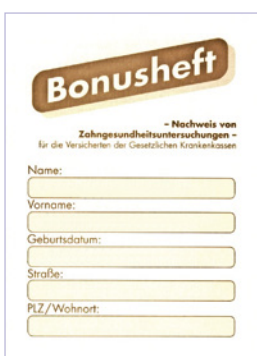 Bonusheft
– Nachweis von
Zahngesundheitsuntersuchungen –
für die Versicherten der Gesetzlichen Krankenkassen
Name:
Vorname:
Geburtsdatum:
Straße:
PLZ/Wohnort: